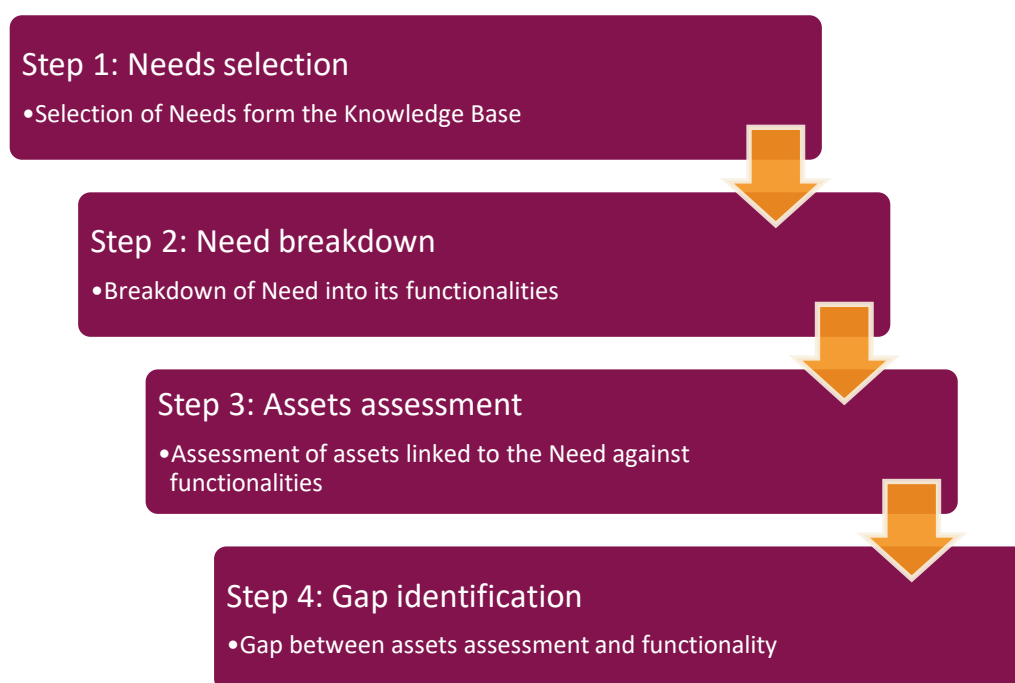 Step 1: Needs selection
•Selection of Needs form the Knowledge Base
Step 2: Need breakdown
•Breakdown of Need into its functionalities
Step 3: Assets assessment
•Assessment of assets linked to the Need against
functionalities
Step 4: Gap identification
•Gap between assets assessment and functionality